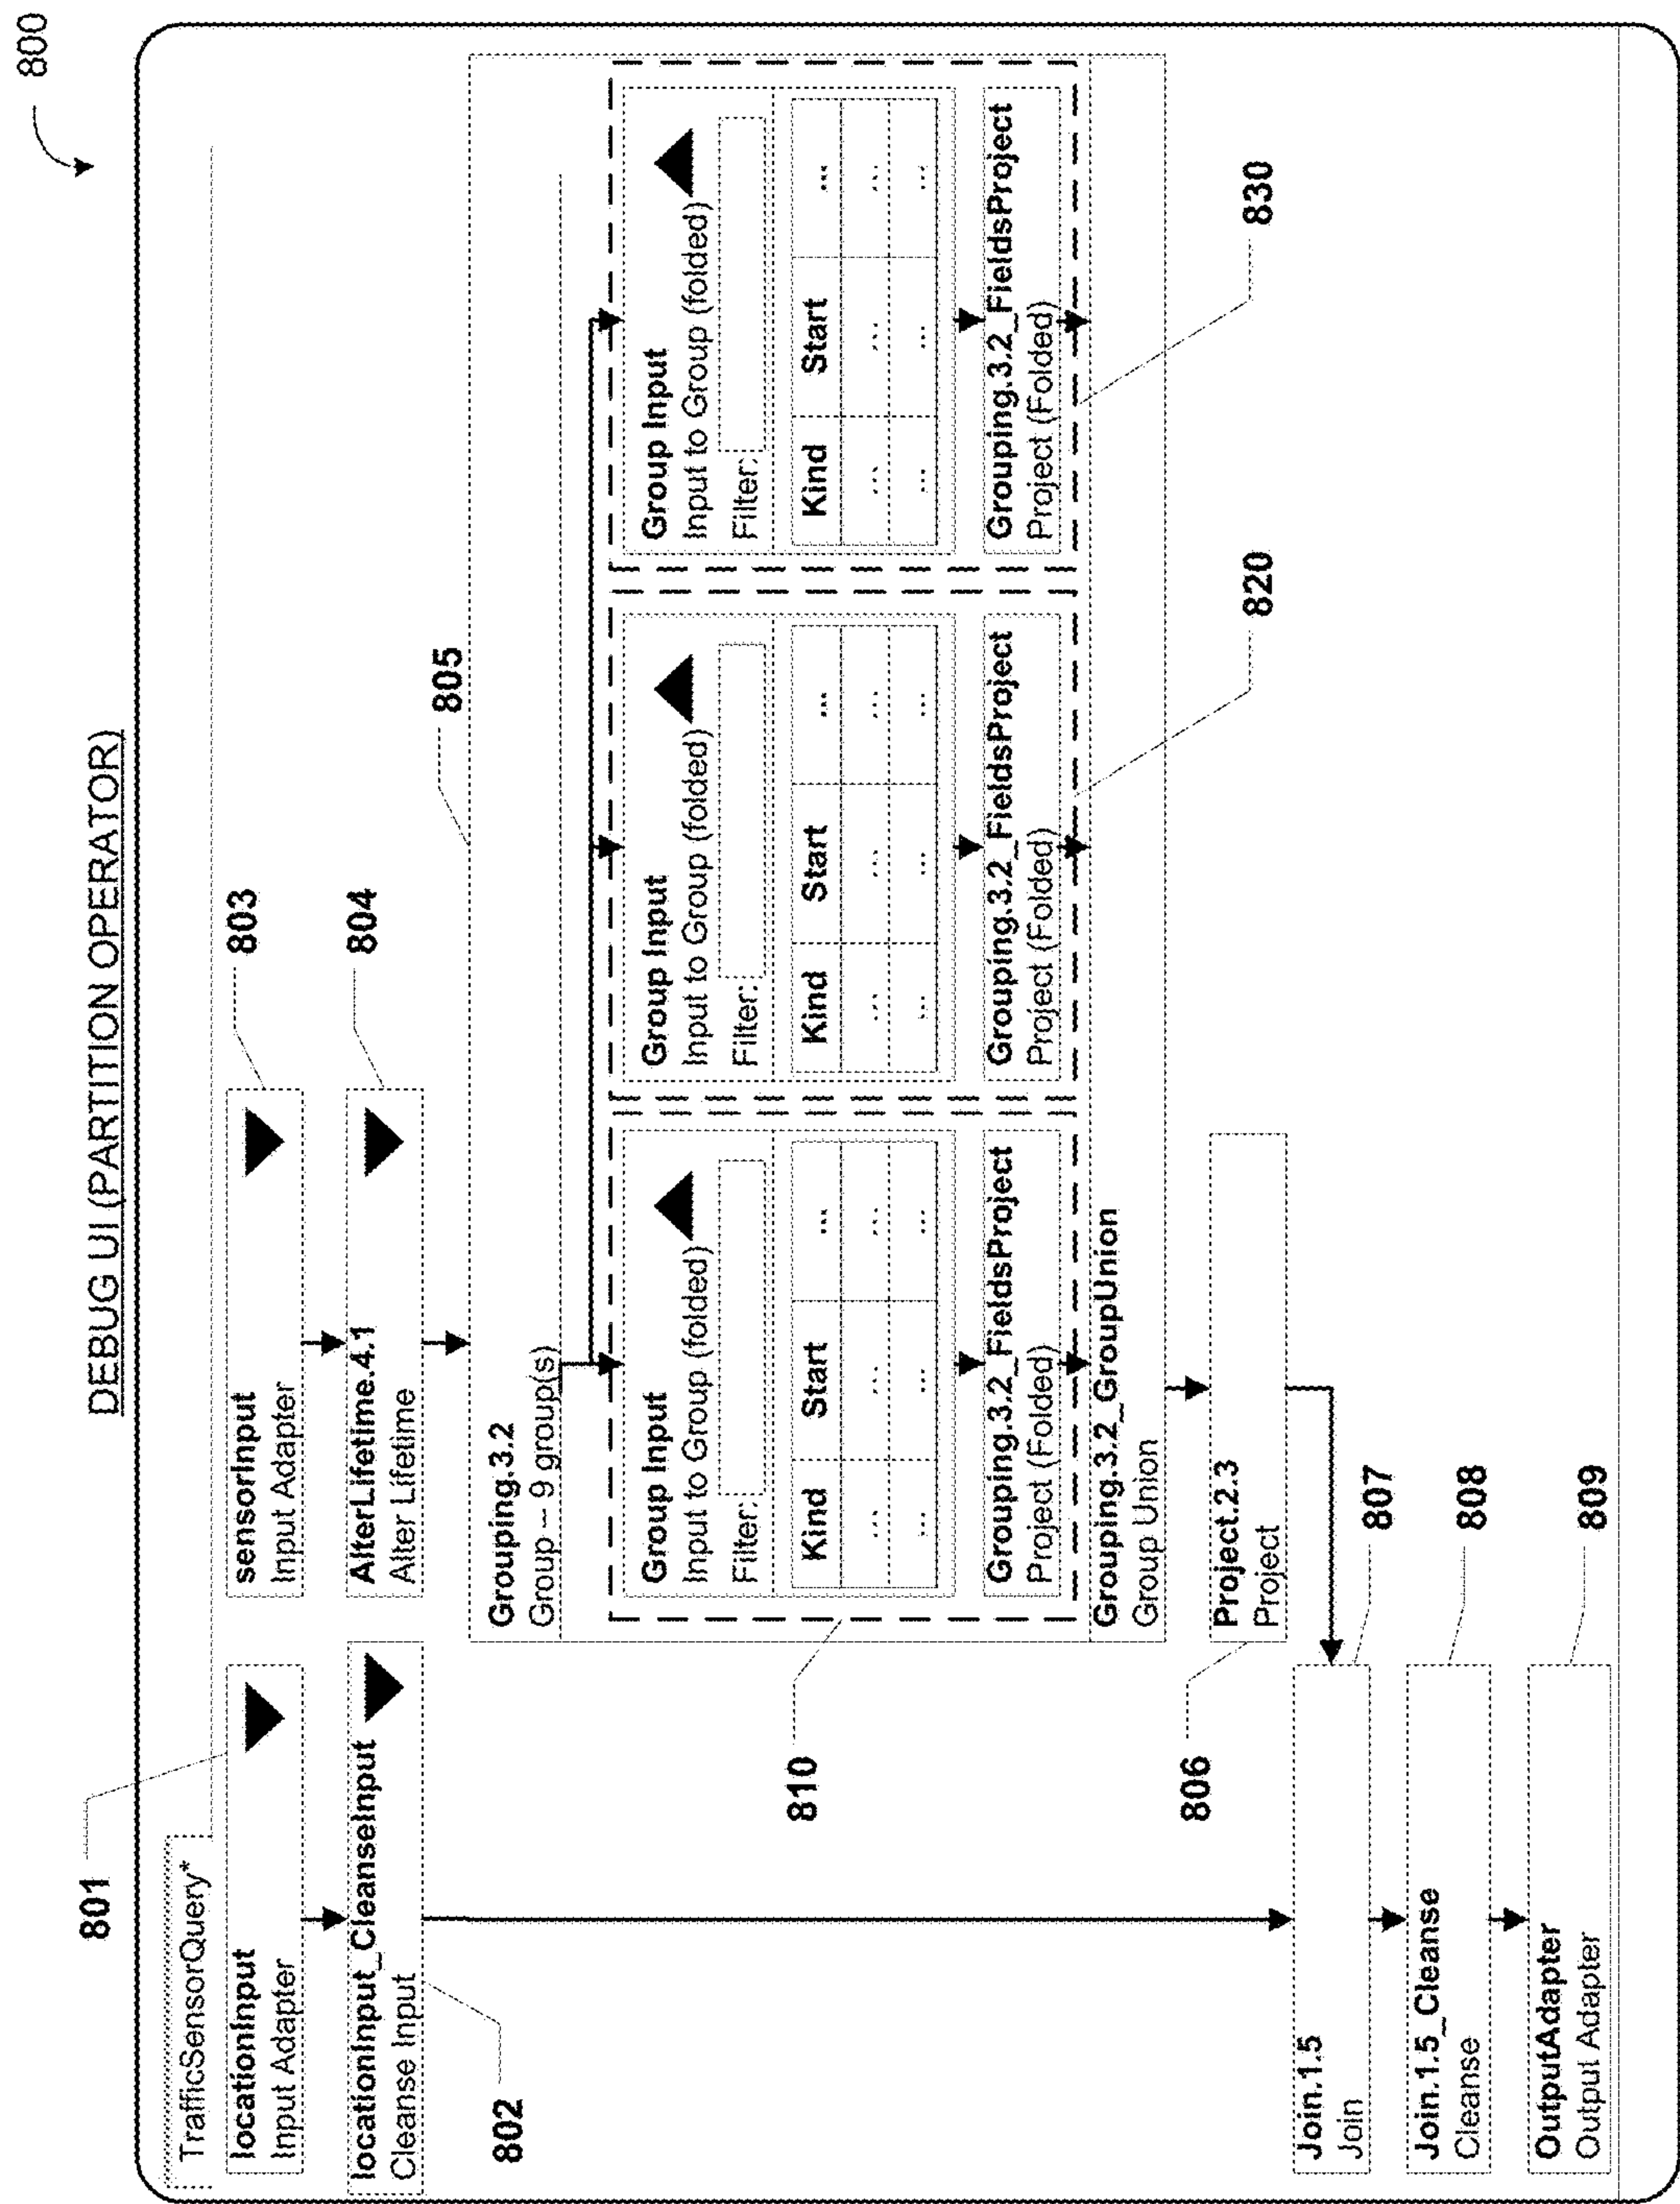 800
DEBUG UI (PARTITION OPERATOR)
801
TrafficSensorQuery*
locationInput
Input Adapter
sensorInput
Input Adapter
803
locationInput_CleanseInput
Cleanse Input
AlterLifetime.4.1
Alter Lifetime
804
802
805
Grouping.3.2
Group -- 9 group(s)
Group Input
Input to Group (folded)
Filter:
Kind Start ...
... ... ...
... ... ...
Grouping.3.2_FieldsProject
Project (Folded)
Group Input
Input to Group (folded)
Filter:
Kind Start ...
... ... ...
... ... ...
Grouping.3.2_FieldsProject
Project (Folded)
Group Input
Input to Group (folded)
Filter:
Kind Start ...
... ... ...
... ... ...
Grouping.3.2_FieldsProject
Project (Folded)
810
Grouping.3.2_GroupUnion
Group Union
806
Project.2.3
Project
820
830
Join.1.5
Join
807
Join.1.5_Cleanse
Cleanse
808
OutputAdapter
Output Adapter
809